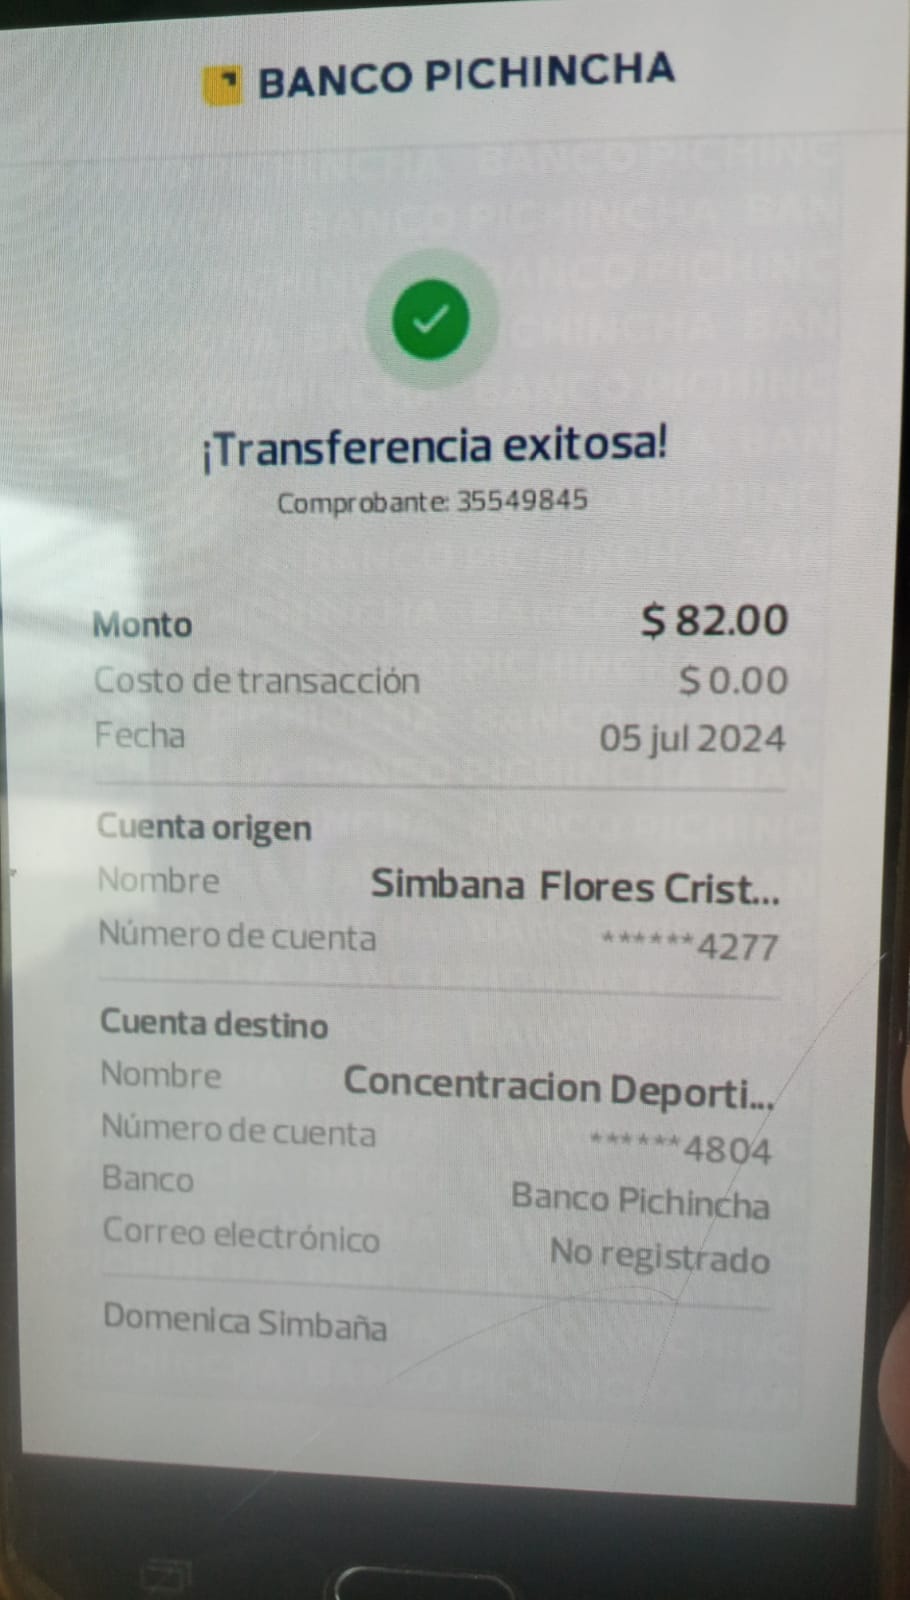 BANCO PICHINCHA
¡Transferencia exitosa!
Comprobante: 35549845
Monto $ 82.00
Costo de transacción $ 0.00
Fecha 05 jul 2024
Cuenta origen
Nombre Simbana Flores Crist...
Número de cuenta ******4277
Cuenta destino
Nombre Concentracion Deporti...
Número de cuenta ******4804
Banco Banco Pichincha
Correo electrónico No registrado
Domenica Simbaña